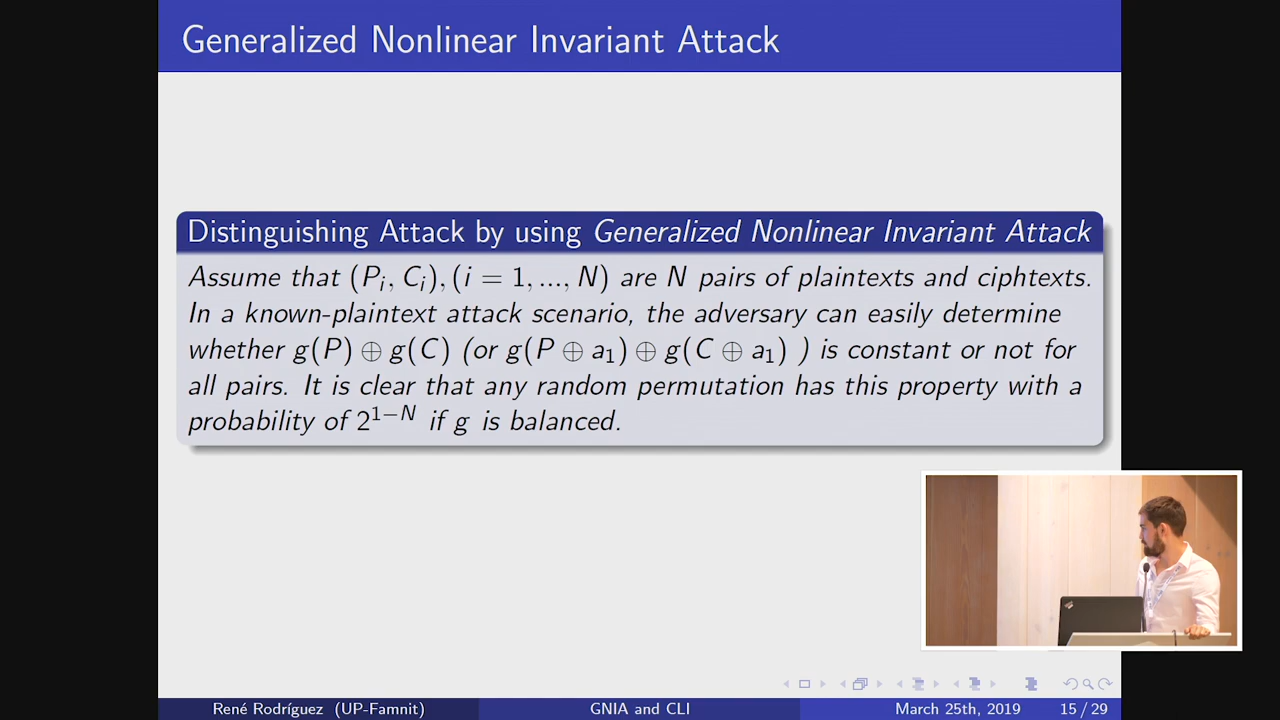 Generalized Nonlinear Invariant Attack
Distinguishing Attack by using Generalized Nonlinear Invariant Attack
Assume that (Pᵢ, Cᵢ), (i = 1, ..., N) are N pairs of plaintexts and ciphtexts.
In a known-plaintext attack scenario, the adversary can easily determine
whether g(P) ⊕ g(C) (or g(P ⊕ a₁) ⊕ g(C ⊕ a₁) ) is constant or not for
all pairs. It is clear that any random permutation has this property with a
probability of 2¹⁻ᴺ if g is balanced.
René Rodríguez (UP-Famnit) GNIA and CLI March 25th, 2019 15 / 29